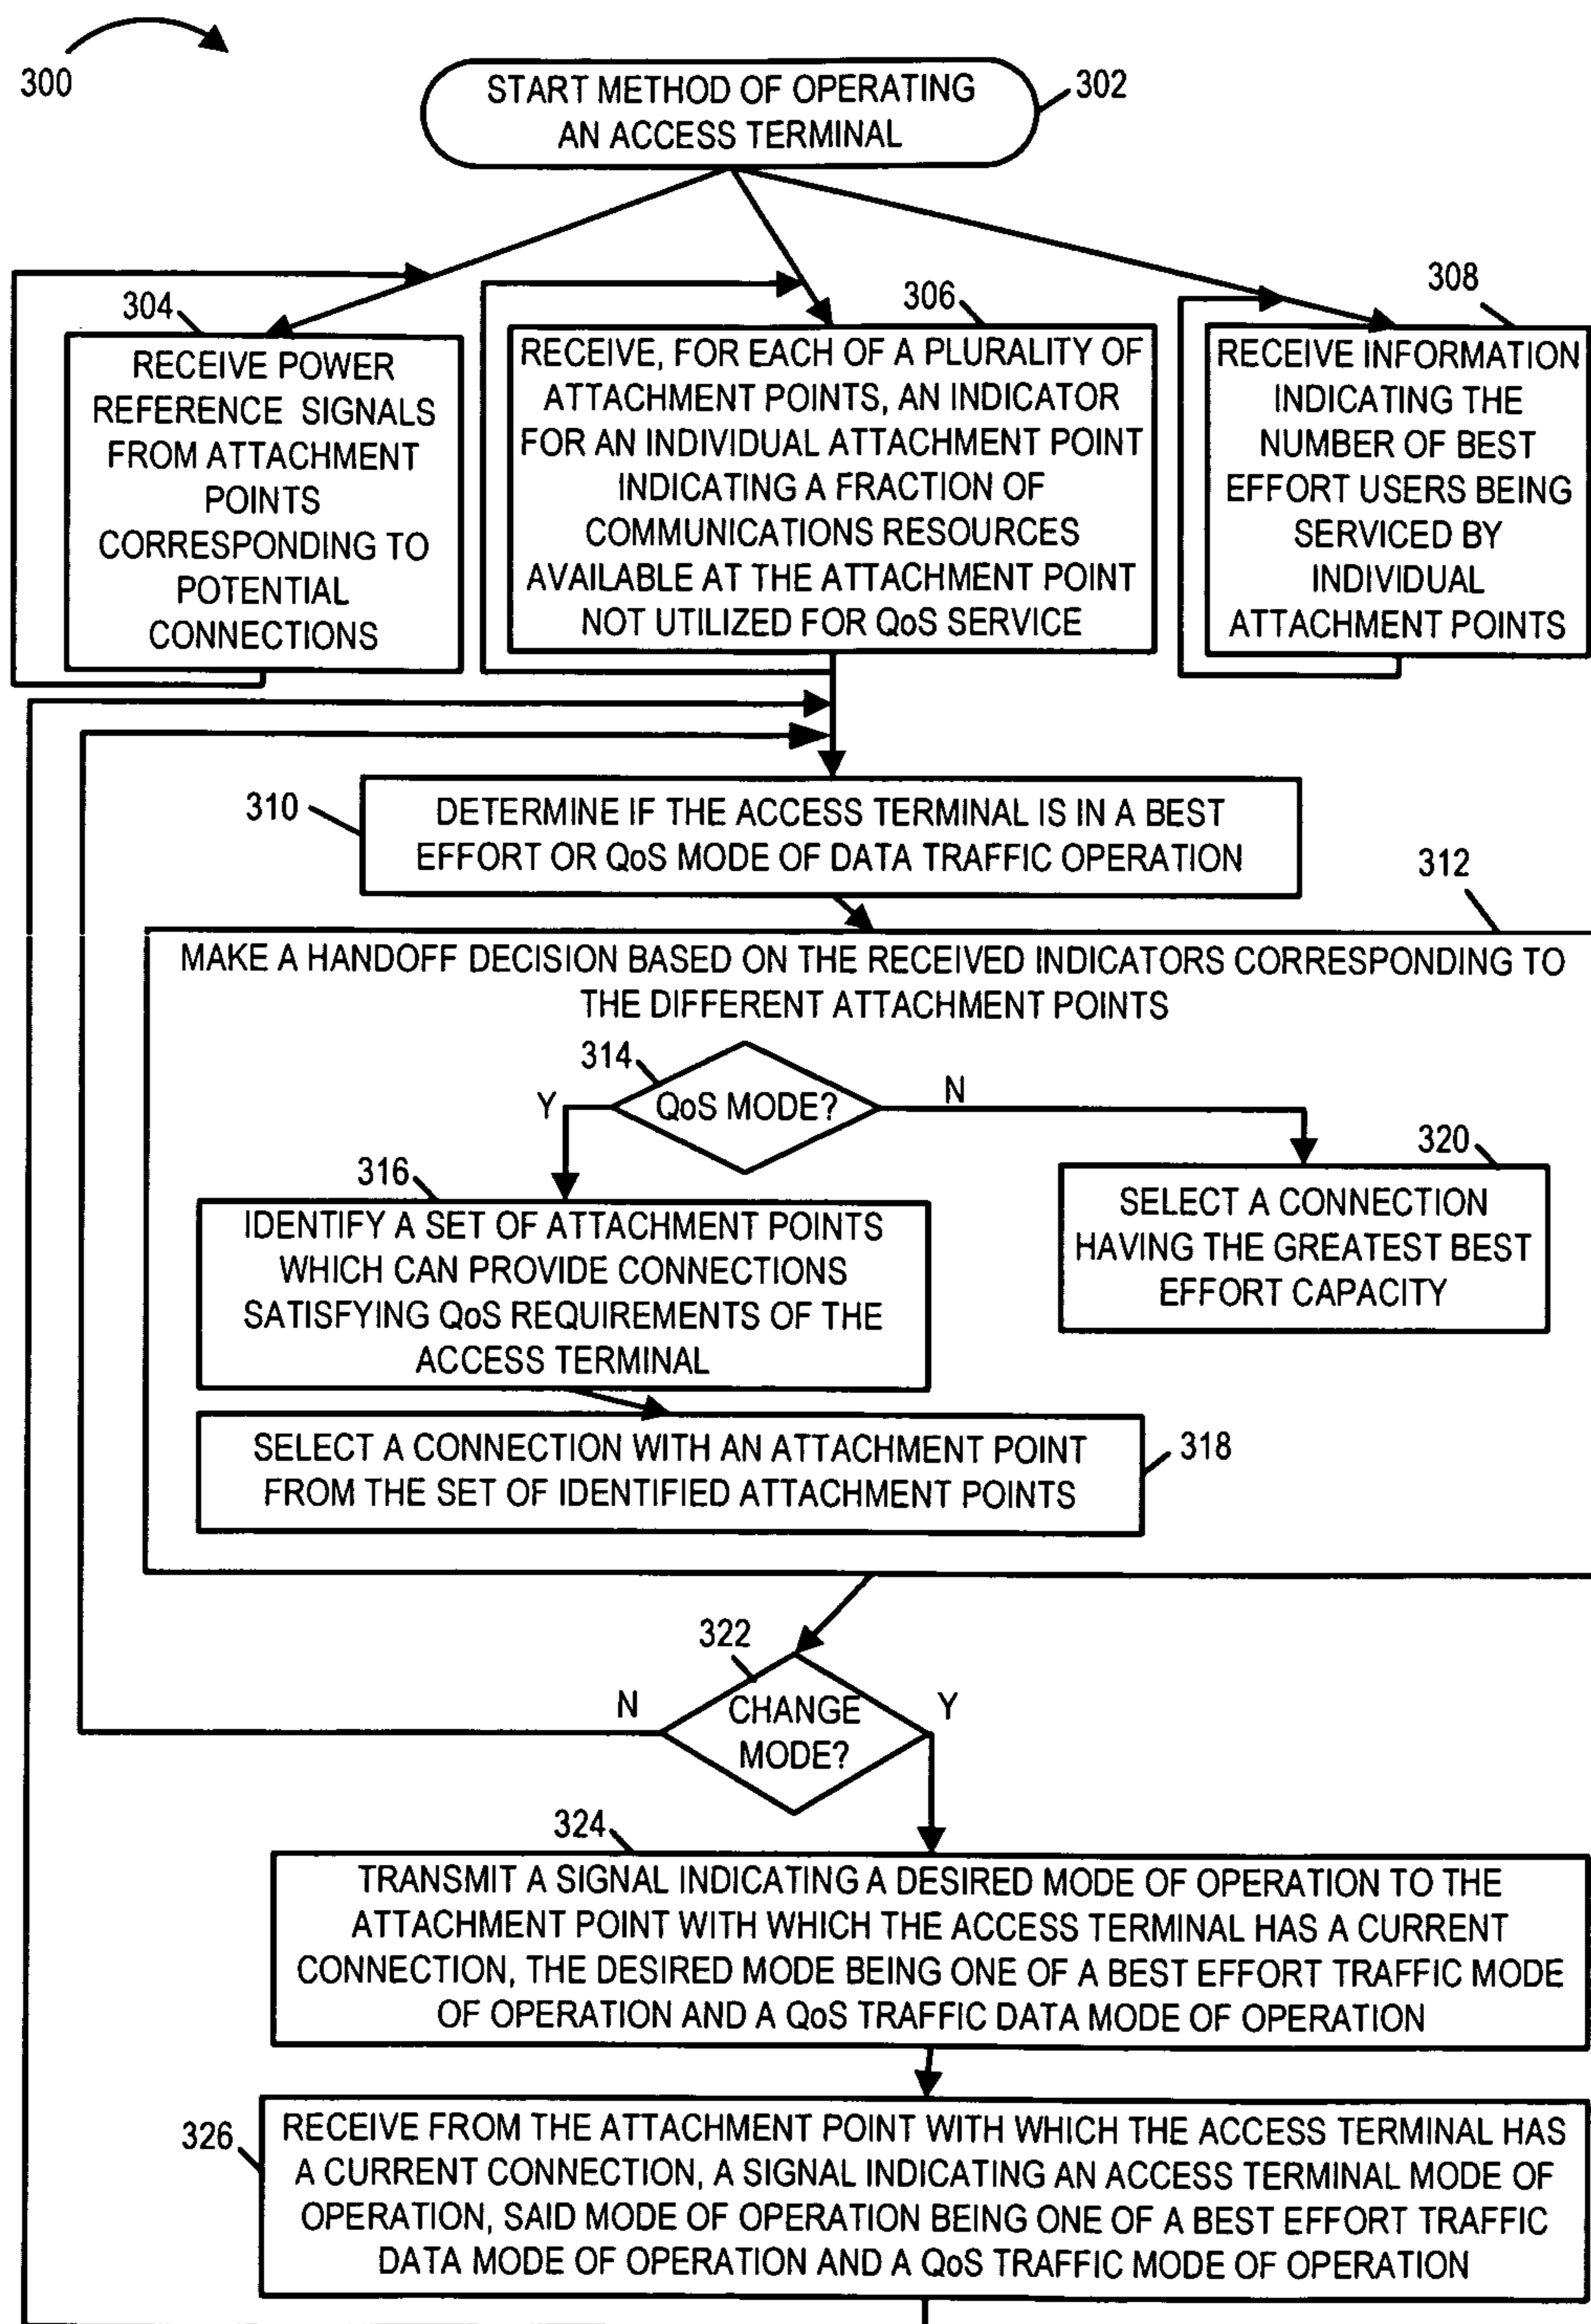 300
START METHOD OF OPERATING
AN ACCESS TERMINAL
302
304
RECEIVE POWER
REFERENCE SIGNALS
FROM ATTACHMENT
POINTS
CORRESPONDING TO
POTENTIAL
CONNECTIONS
306
RECEIVE, FOR EACH OF A PLURALITY OF
ATTACHMENT POINTS, AN INDICATOR
FOR AN INDIVIDUAL ATTACHMENT POINT
INDICATING A FRACTION OF
COMMUNICATIONS RESOURCES
AVAILABLE AT THE ATTACHMENT POINT
NOT UTILIZED FOR QoS SERVICE
308
RECEIVE INFORMATION
INDICATING THE
NUMBER OF BEST
EFFORT USERS BEING
SERVICED BY
INDIVIDUAL
ATTACHMENT POINTS
310
DETERMINE IF THE ACCESS TERMINAL IS IN A BEST
EFFORT OR QoS MODE OF DATA TRAFFIC OPERATION
312
MAKE A HANDOFF DECISION BASED ON THE RECEIVED INDICATORS CORRESPONDING TO
THE DIFFERENT ATTACHMENT POINTS
314
QoS MODE?
Y
N
316
IDENTIFY A SET OF ATTACHMENT POINTS
WHICH CAN PROVIDE CONNECTIONS
SATISFYING QoS REQUIREMENTS OF THE
ACCESS TERMINAL
320
SELECT A CONNECTION
HAVING THE GREATEST BEST
EFFORT CAPACITY
SELECT A CONNECTION WITH AN ATTACHMENT POINT
FROM THE SET OF IDENTIFIED ATTACHMENT POINTS
318
322
CHANGE
MODE?
N
Y
324
TRANSMIT A SIGNAL INDICATING A DESIRED MODE OF OPERATION TO THE
ATTACHMENT POINT WITH WHICH THE ACCESS TERMINAL HAS A CURRENT
CONNECTION, THE DESIRED MODE BEING ONE OF A BEST EFFORT TRAFFIC MODE
OF OPERATION AND A QoS TRAFFIC DATA MODE OF OPERATION
326
RECEIVE FROM THE ATTACHMENT POINT WITH WHICH THE ACCESS TERMINAL HAS
A CURRENT CONNECTION, A SIGNAL INDICATING AN ACCESS TERMINAL MODE OF
OPERATION, SAID MODE OF OPERATION BEING ONE OF A BEST EFFORT TRAFFIC
DATA MODE OF OPERATION AND A QoS TRAFFIC MODE OF OPERATION